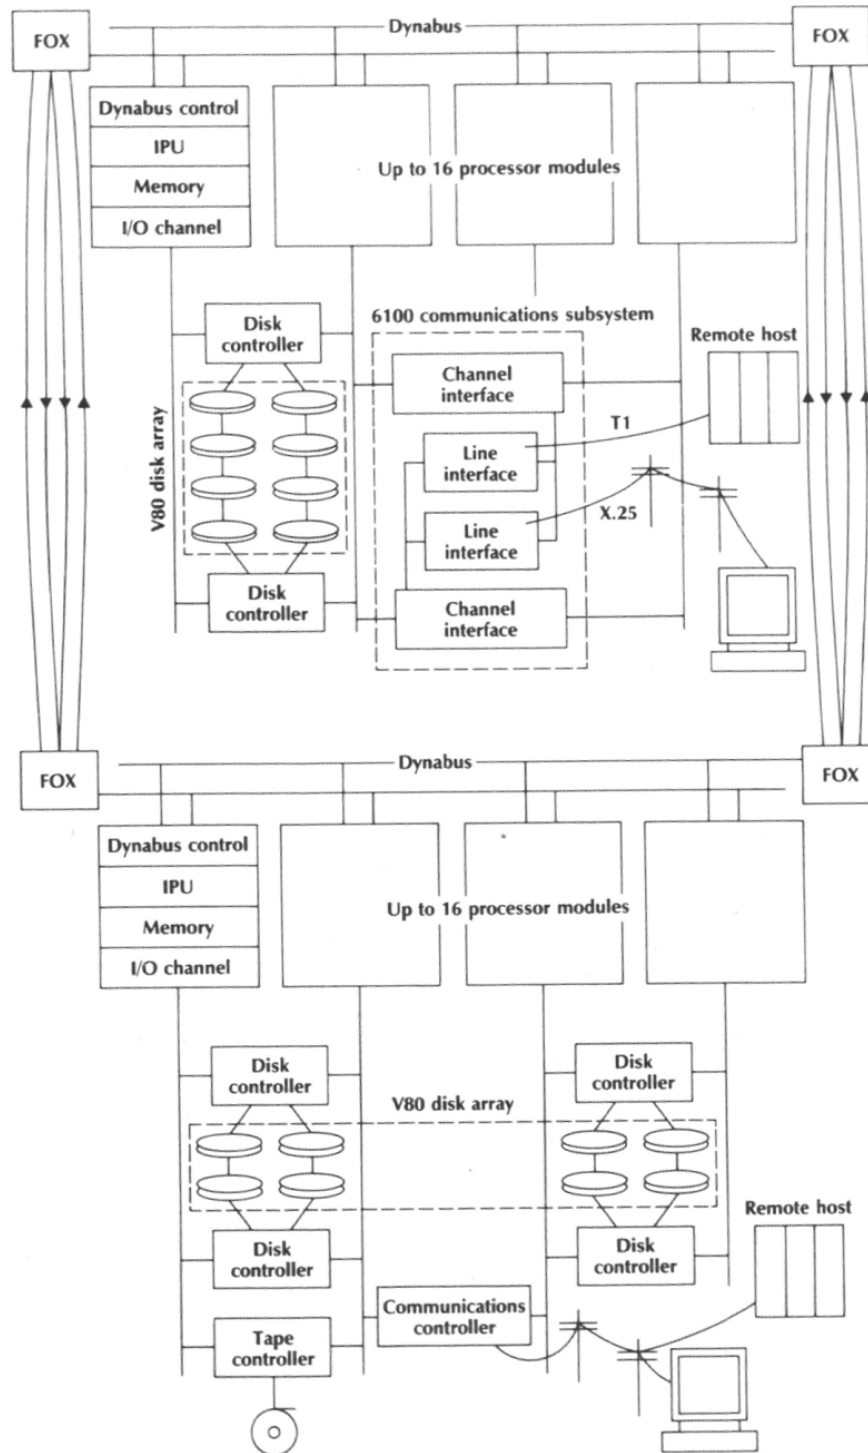 FOX
Dynabus
FOX
Dynabus control
IPU
Memory
I/O channel
Up to 16 processor modules
6100 communications subsystem
Disk
controller
V80 disk array
Disk
controller
Channel
interface
Line
interface
Line
interface
Channel
interface
T1
X.25
Remote host
FOX
Dynabus
FOX
Dynabus control
IPU
Memory
I/O channel
Up to 16 processor modules
Disk
controller
Disk
controller
V80 disk array
Disk
controller
Disk
controller
Remote host
Communications
controller
Tape
controller